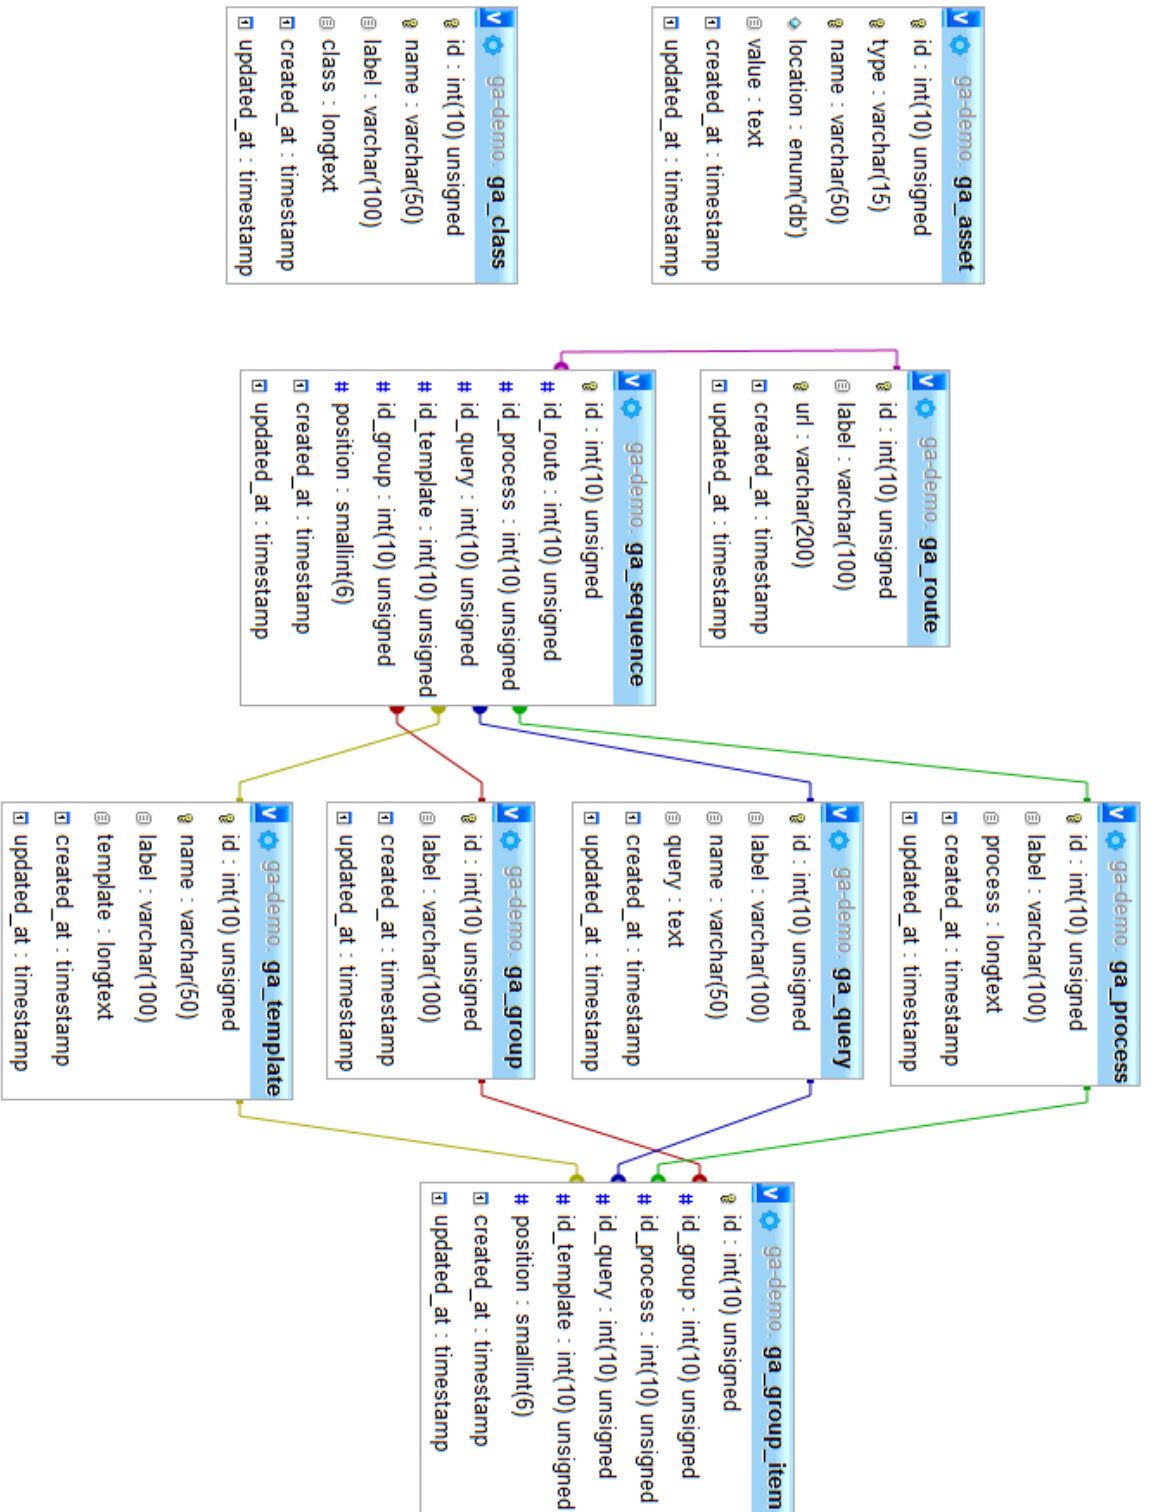 v ga-demo. ga_asset
id : int(10) unsigned
type : varchar(15)
name : varchar(50)
location : enum('db')
value : text
created_at : timestamp
updated_at : timestamp
v ga-demo. ga_class
id : int(10) unsigned
name : varchar(50)
label : varchar(100)
class : longtext
created_at : timestamp
updated_at : timestamp
v ga-demo. ga_route
id : int(10) unsigned
label : varchar(100)
url : varchar(200)
created_at : timestamp
updated_at : timestamp
v ga-demo. ga_sequence
id : int(10) unsigned
# id_route : int(10) unsigned
# id_process : int(10) unsigned
# id_query : int(10) unsigned
# id_template : int(10) unsigned
# id_group : int(10) unsigned
# position : smallint(6)
created_at : timestamp
updated_at : timestamp
v ga-demo. ga_process
id : int(10) unsigned
label : varchar(100)
process : longtext
created_at : timestamp
updated_at : timestamp
v ga-demo. ga_query
id : int(10) unsigned
label : varchar(100)
name : varchar(50)
query : text
created_at : timestamp
updated_at : timestamp
v ga-demo. ga_group
id : int(10) unsigned
label : varchar(100)
created_at : timestamp
updated_at : timestamp
v ga-demo. ga_template
id : int(10) unsigned
name : varchar(50)
label : varchar(100)
template : longtext
created_at : timestamp
updated_at : timestamp
v ga-demo. ga_group_item
id : int(10) unsigned
# id_group : int(10) unsigned
# id_process : int(10) unsigned
# id_query : int(10) unsigned
# id_template : int(10) unsigned
# position : smallint(6)
created_at : timestamp
updated_at : timestamp